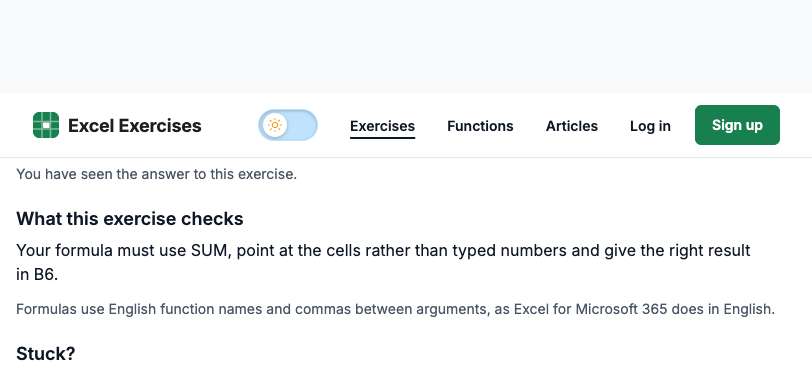 Excel Exercises
Exercises
Functions
Articles
Log in
Sign up
You have seen the answer to this exercise.
What this exercise checks
Your formula must use SUM, point at the cells rather than typed numbers and give the right result
in B6.
Formulas use English function names and commas between arguments, as Excel for Microsoft 365 does in English.
Stuck?